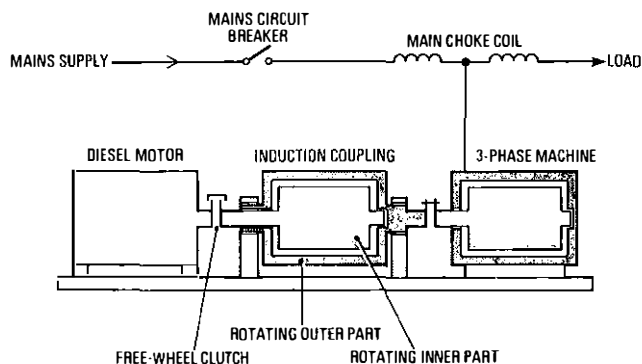 MAINS CIRCUIT
BREAKER
MAIN CHOKE COIL
MAINS SUPPLY
LOAD
DIESEL MOTOR
INDUCTION COUPLING
3-PHASE MACHINE
ROTATING OUTER PART
FREE-WHEEL CLUTCH
ROTATING INNER PART